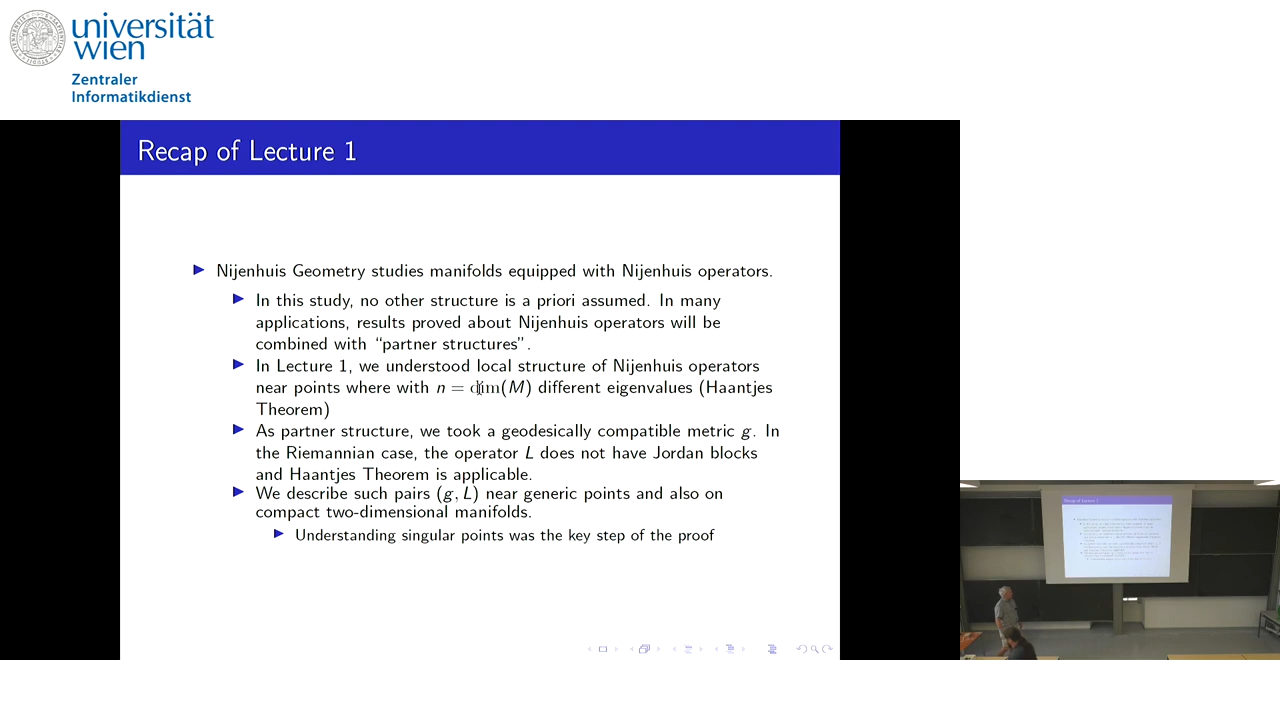 universität
wien
Zentraler
Informatikdienst
Recap of Lecture 1
Nijenhuis Geometry studies manifolds equipped with Nijenhuis operators.
In this study, no other structure is a priori assumed. In many
applications, results proved about Nijenhuis operators will be
combined with “partner structures”.
In Lecture 1, we understood local structure of Nijenhuis operators
near points where with n = dim(M) different eigenvalues (Haantjes
Theorem)
As partner structure, we took a geodesically compatible metric g. In
the Riemannian case, the operator L does not have Jordan blocks
and Haantjes Theorem is applicable.
We describe such pairs (g, L) near generic points and also on
compact two-dimensional manifolds.
Understanding singular points was the key step of the proof
Recap of Lecture 1